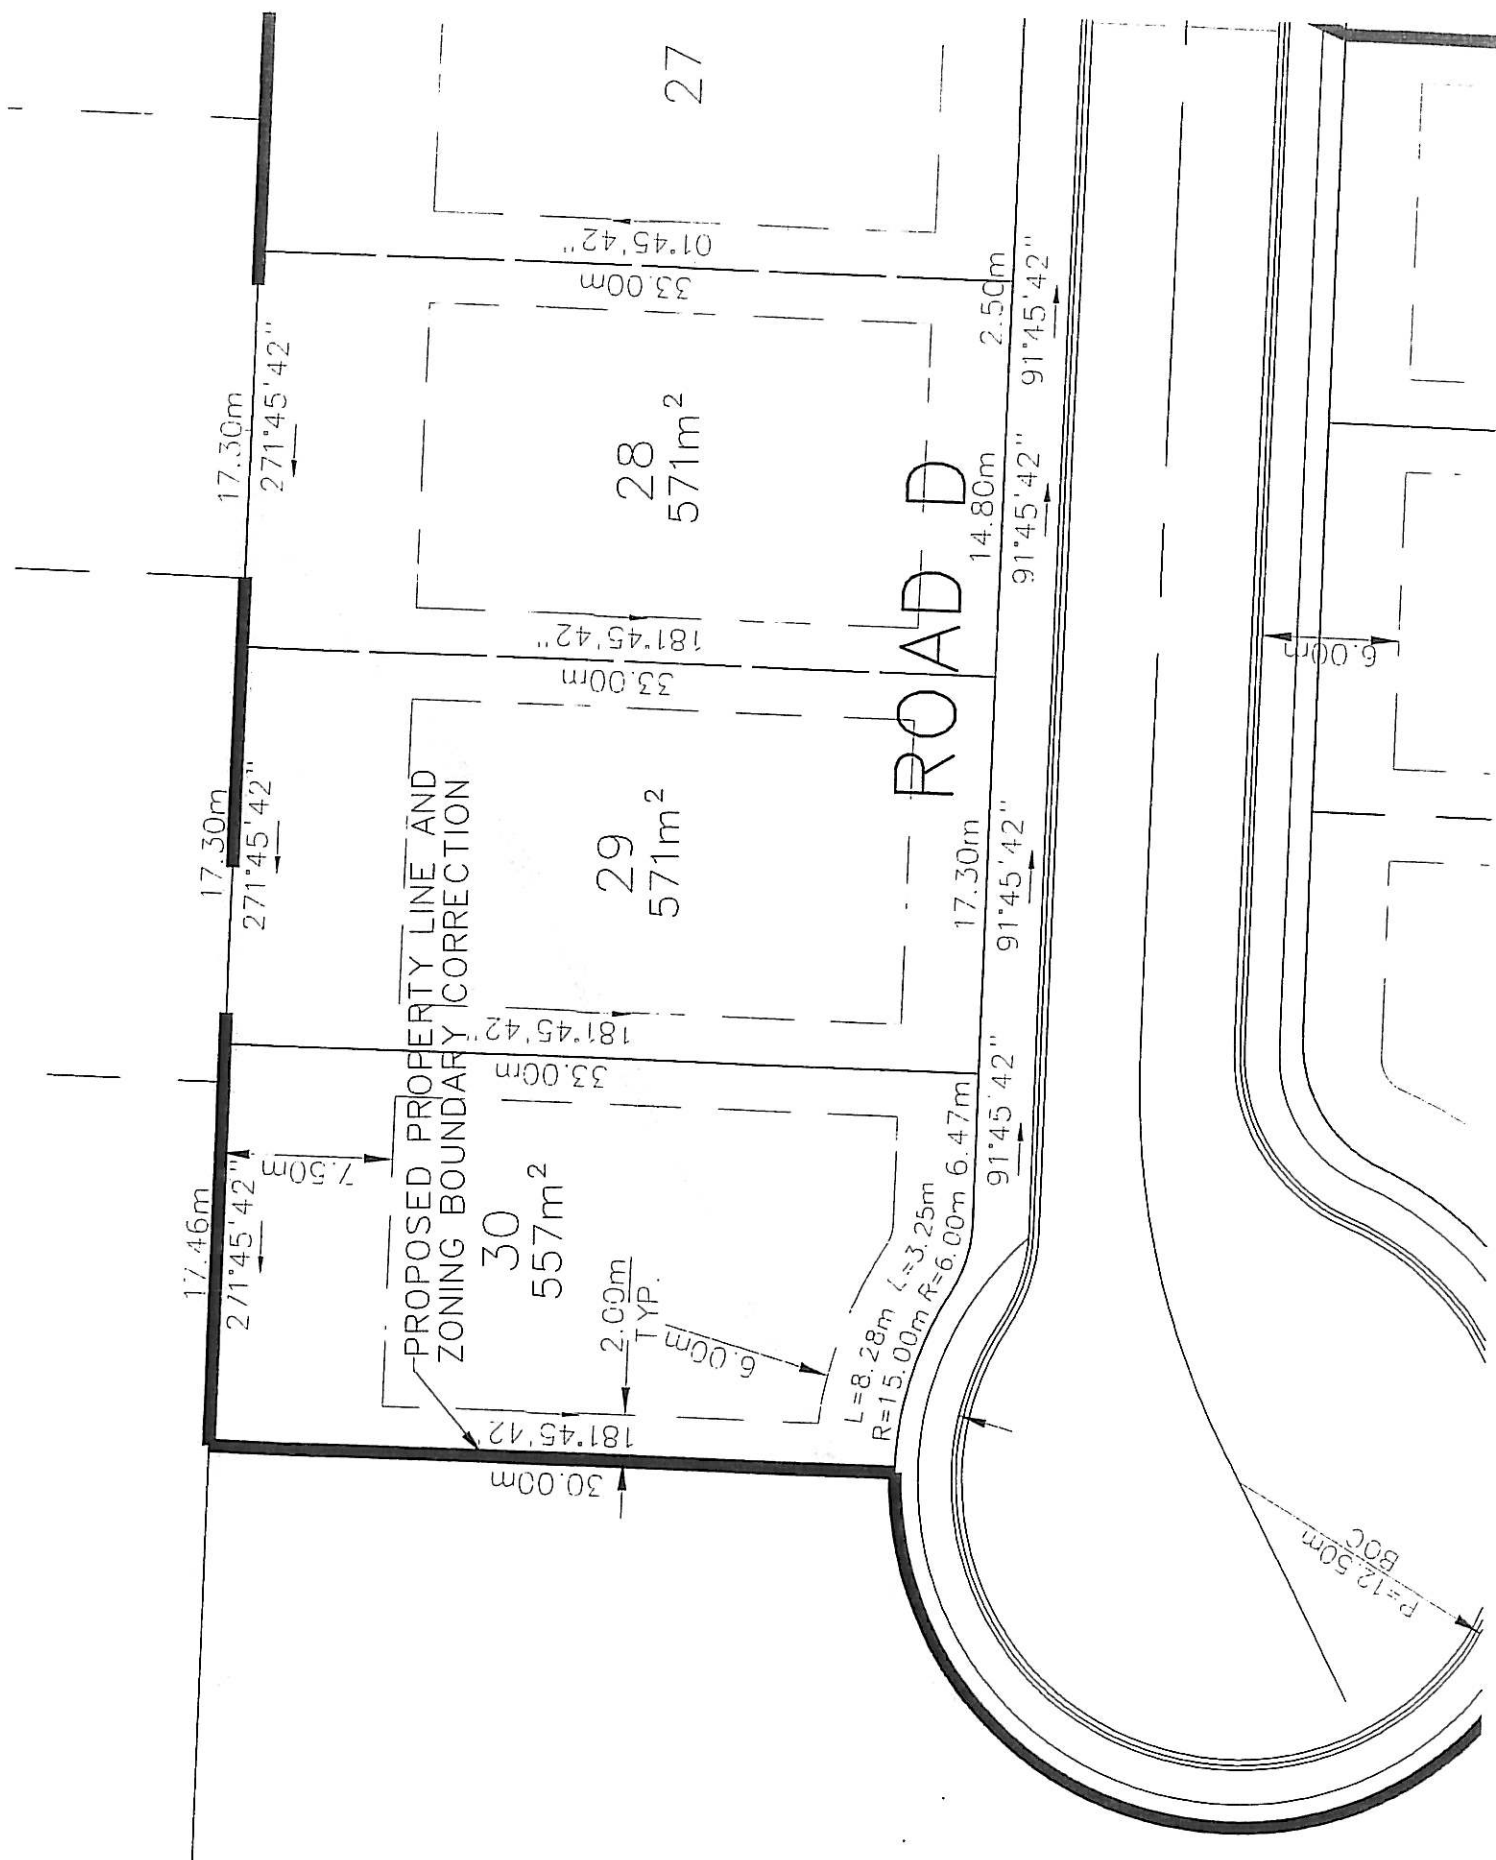 27
01°45'42"
33.00m
17.30m
271°45'42"
28
571m²
2.50m
91°45'42"
14.80m
91°45'42"
181°45'42"
33.00m
ROAD D
6.00m
17.30m
271°45'42"
29
571m²
17.30m
91°45'42"
181°45'42"
33.00m
PROPOSED PROPERTY LINE AND
ZONING BOUNDARY CORRECTION
7.50m
17.46m
271°45'42"
30
557m²
2.00m
TYP.
6.00m
6.47m
91°45'42"
L=3.25m
R=6.00m
L=8.28m
R=15.00m
181°45'42"
30.00m
R=12.50m
BOC